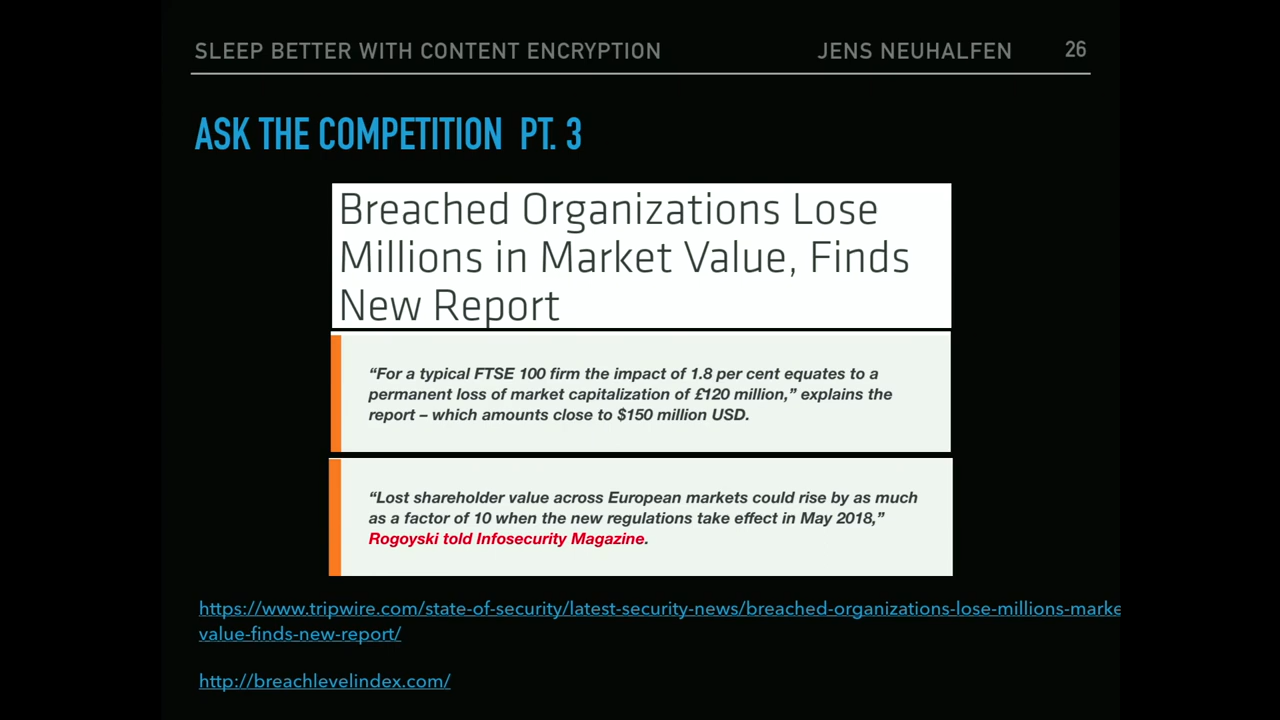 SLEEP BETTER WITH CONTENT ENCRYPTION JENS NEUHALFEN 26
ASK THE COMPETITION PT. 3
Breached Organizations Lose
Millions in Market Value, Finds
New Report
“For a typical FTSE 100 firm the impact of 1.8 per cent equates to a
permanent loss of market capitalization of £120 million,” explains the
report – which amounts close to $150 million USD.
“Lost shareholder value across European markets could rise by as much
as a factor of 10 when the new regulations take effect in May 2018,”
Rogoyski told Infosecurity Magazine.
https://www.tripwire.com/state-of-security/latest-security-news/breached-organizations-lose-millions-marke
value-finds-new-report/
http://breachlevelindex.com/